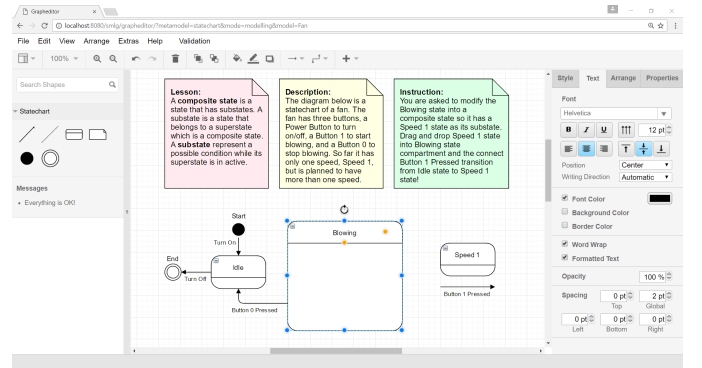 Grapheditor
localhost:8080/smlg/grapheditor/?metamodel=statechart&mode=modelling&model=Fan
File Edit View Arrange Extras Help Validation
100%
Search Shapes
Statechart
Messages
Everything is OK!
Lesson:
A composite state is a
state that has substates. A
substate is a state that
belongs to a superstate
which is a composite state.
A substate represent a
possible condition while its
superstate is in active.
Description:
The diagram below is a
statechart of a fan. The
fan has three buttons, a
Power Button to turn
on/off, a Button 1 to start
blowing, and a Button 0 to
stop blowing. So far it has
only one speed, Speed 1,
but is planned to have
more than one speed.
Instruction:
You are asked to modify the
Blowing state into a
composite state so it has a
Speed 1 state as its substate.
Drag and drop Speed 1 state
into Blowing state
compartment and the connect
Button 1 Pressed transition
from Idle state to Speed 1
state!
Start
Turn On
End
Idle
Turn Off
Button 0 Pressed
Blowing
Speed 1
Button 1 Pressed
Style Text Arrange Properties
Font
Helvetica
B I U 12 pt
Position Center
Writing Direction Automatic
Font Color
Background Color
Border Color
Word Wrap
Formatted Text
Opacity 100 %
Spacing 0 pt 2 pt
Top Global
0 pt 0 pt 0 pt
Left Bottom Right